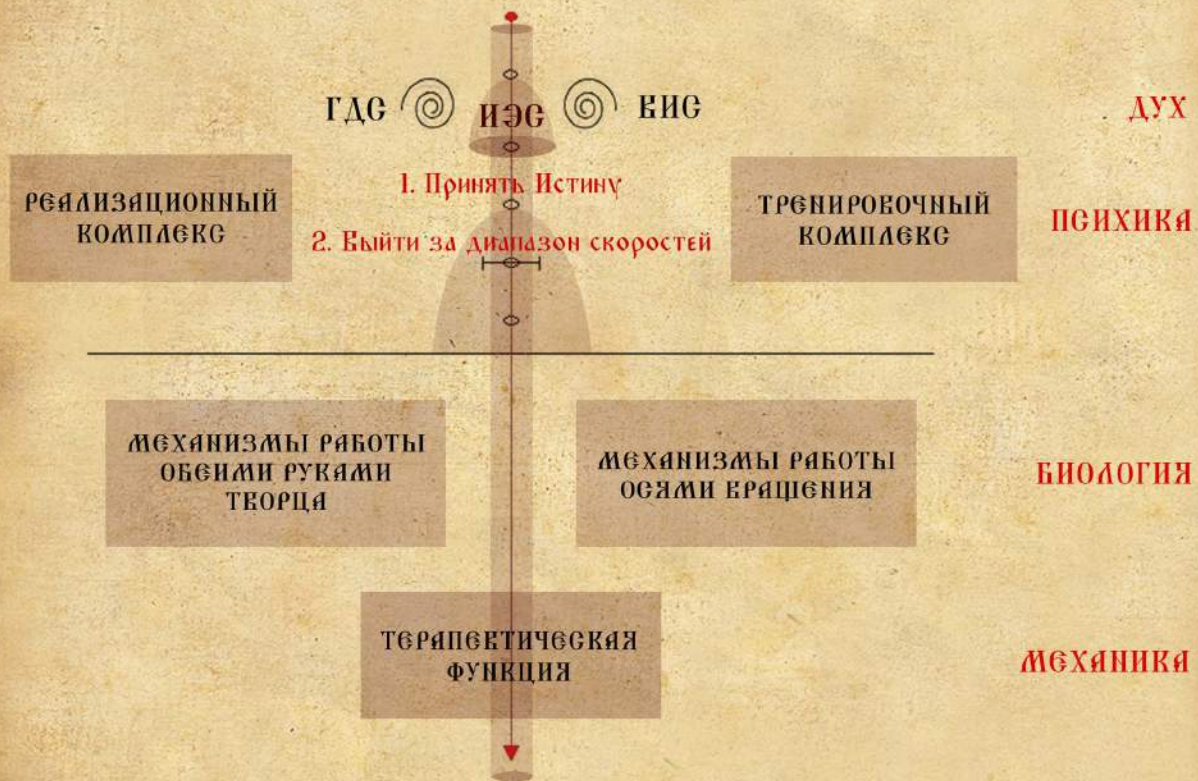 ГДС ИЭС ВИС
ДУХ
1. Принять Истину
РЕАЛИЗАЦИОННЫЙ
КОМПЛЕКС
ТРЕНИРОВОЧНЫЙ
КОМПЛЕКС
ПСИХИКА
2. Выйти за диапазон скоростей
МЕХАНИЗМЫ РАБОТЫ
ОБЕИМИ РУКАМИ
ТВОРЦА
МЕХАНИЗМЫ РАБОТЫ
ОСЯМИ ВРАЩЕНИЯ
БИОЛОГИЯ
ТЕРАПЕВТИЧЕСКАЯ
ФУНКЦИЯ
МЕХАНИКА